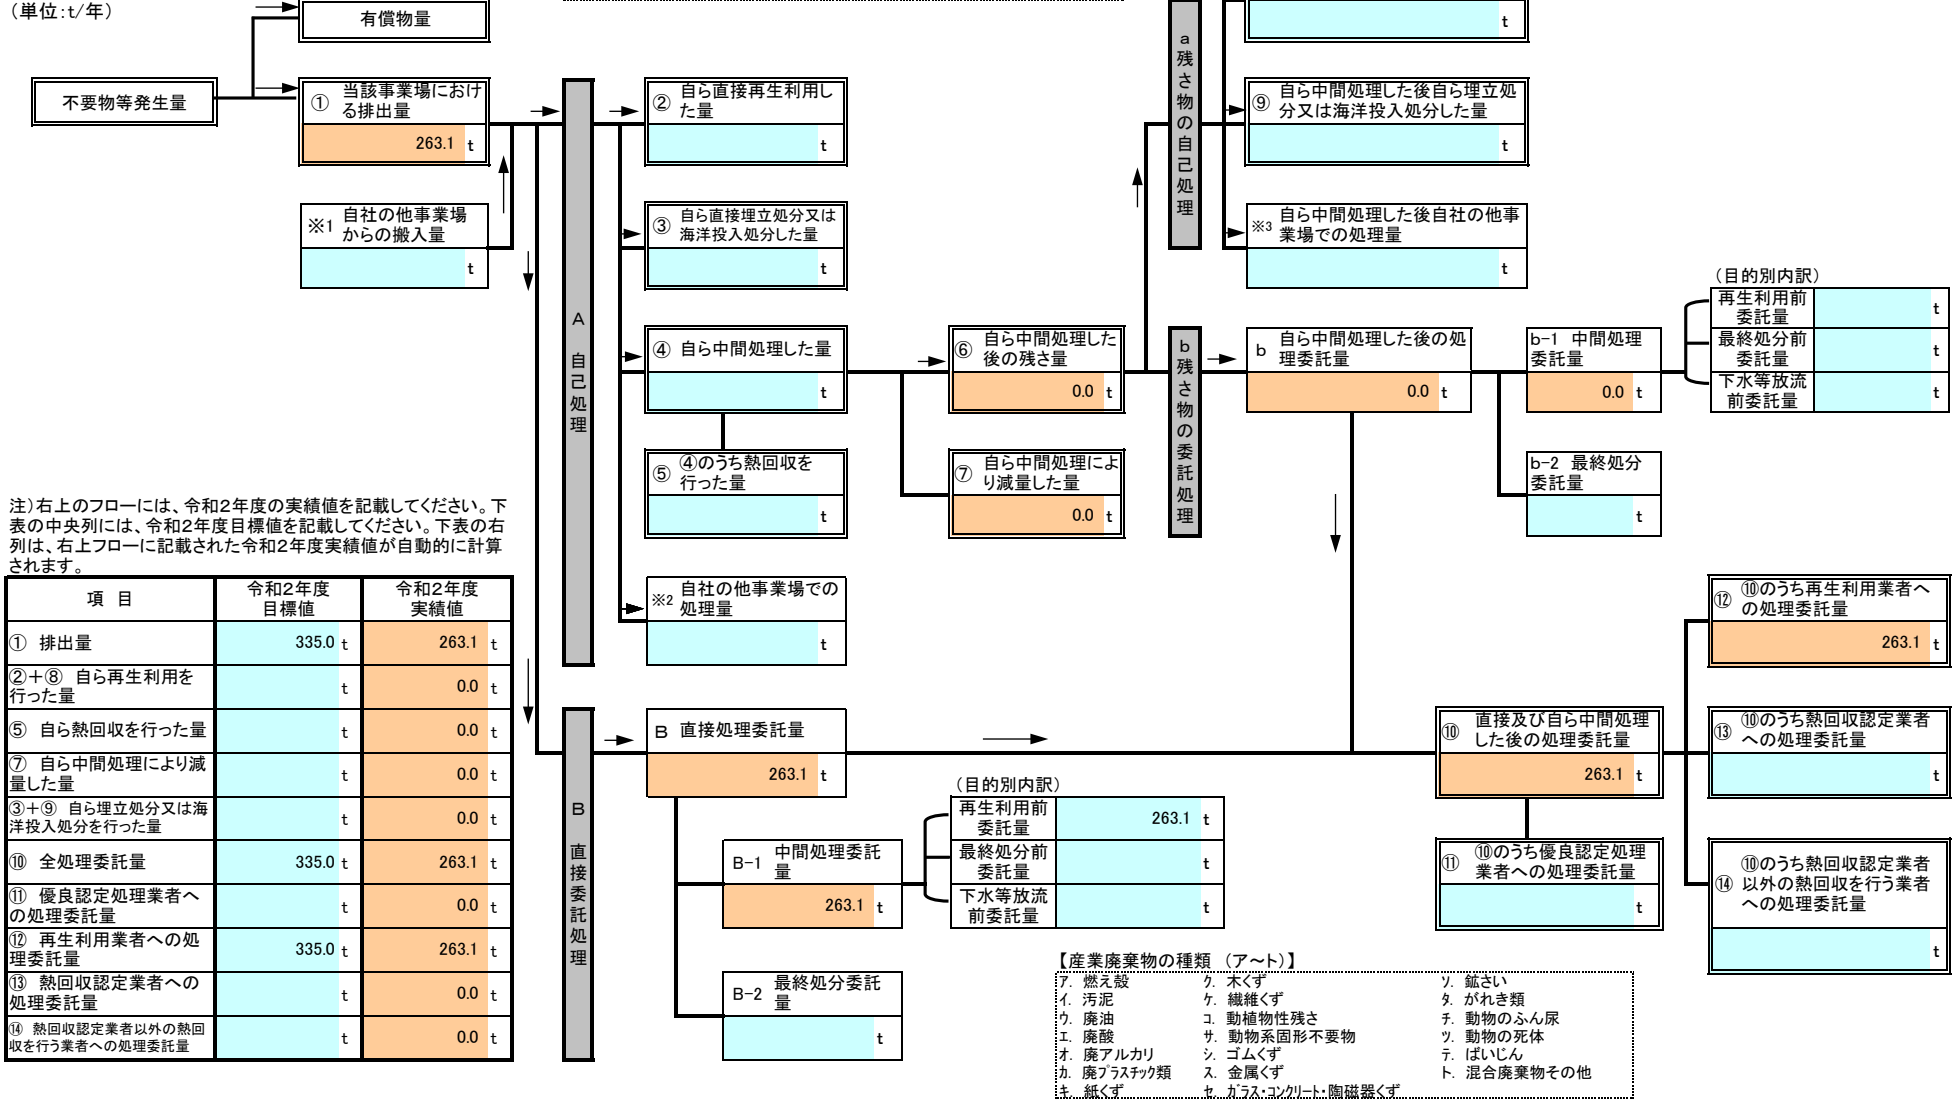 （単位：t/年）
有償物量
t
不要物等発生量
① 当該事業場におけ
る排出量
263.1 t
※1 自社の他事業場
からの搬入量
t
A 自己処理
② 自ら直接再生利用し
た量
t
③ 自ら直接埋立処分又は
海洋投入処分した量
t
④ 自ら中間処理した量
t
⑤ ④のうち熱回収を
行った量
t
※2 自社の他事業場での
処理量
t
⑥ 自ら中間処理した
後の残さ量
0.0 t
⑦ 自ら中間処理によ
り減量した量
0.0 t
a 残さ物の自己処理
⑨ 自ら中間処理した後自ら埋立処
分又は海洋投入処分した量
t
※3 自ら中間処理した後自社の他事
業場での処理量
t
b 残さ物の委託処理
b 自ら中間処理した後の処
理委託量
0.0 t
b-1 中間処理
委託量
0.0 t
b-2 最終処分
委託量
t
（目的別内訳）
再生利用前
委託量 t
最終処分前
委託量 t
下水等放流
前委託量 t
注）右上のフローには、令和２年度の実績値を記載してください。下
表の中央列には、令和２年度目標値を記載してください。下表の右
列は、右上フローに記載された令和２年度実績値が自動的に計算
されます。
項 目 令和２年度
目標値 令和２年度
実績値
① 排出量 335.0 t 263.1 t
②＋⑧ 自ら再生利用を
行った量 t 0.0 t
⑤ 自ら熱回収を行った量 t 0.0 t
⑦ 自ら中間処理により減
量した量 t 0.0 t
③＋⑨ 自ら埋立処分又は海
洋投入処分を行った量 t 0.0 t
⑩ 全処理委託量 335.0 t 263.1 t
⑪ 優良認定処理業者へ
の処理委託量 t 0.0 t
⑫ 再生利用業者への処
理委託量 335.0 t 263.1 t
⑬ 熱回収認定業者への
処理委託量 t 0.0 t
⑭ 熱回収認定業者以外の熱回
収を行う業者への処理委託量 t 0.0 t
B 直接委託処理
B 直接処理委託量
263.1 t
B-1 中間処理委託
量
263.1 t
B-2 最終処分委託
量
t
（目的別内訳）
再生利用前
委託量 263.1 t
最終処分前
委託量 t
下水等放流
前委託量 t
⑩ 直接及び自ら中間処理
した後の処理委託量
263.1 t
⑪ ⑩のうち優良認定処理
業者への処理委託量
t
⑫ ⑩のうち再生利用業者へ
の処理委託量
263.1 t
⑬ ⑩のうち熱回収認定業者
への処理委託量
t
⑭ ⑩のうち熱回収認定業者
以外の熱回収を行う業者
への処理委託量
t
【産業廃棄物の種類 （ア～ト）】
ｱ. 燃え殻 ｸ. 木くず ｿ. 鉱さい
ｲ. 汚泥 ｹ. 繊維くず ﾀ. がれき類
ｳ. 廃油 ｺ. 動植物性残さ ﾁ. 動物のふん尿
ｴ. 廃酸 ｻ. 動物系固形不要物 ﾂ. 動物の死体
ｵ. 廃アルカリ ｼ. ゴムくず ﾃ. ばいじん
ｶ. 廃ﾌﾟﾗｽﾁｯｸ類 ｽ. 金属くず ﾄ. 混合廃棄物その他
ｷ. 紙くず ｾ. ｶﾞﾗｽ・ｺﾝｸﾘｰﾄ・陶磁器くず